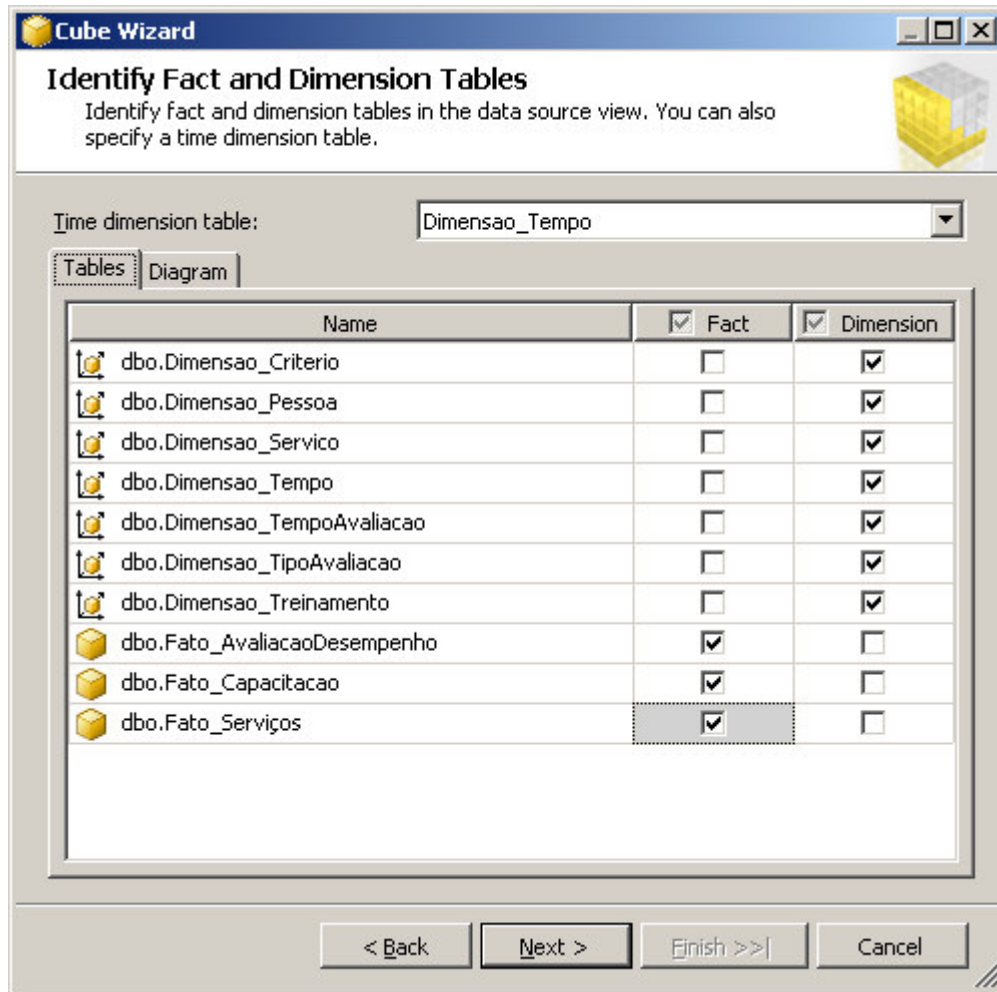 Cube Wizard
Identify Fact and Dimension Tables
Identify fact and dimension tables in the data source view. You can also
specify a time dimension table.
Time dimension table: Dimensao_Tempo
Tables Diagram
Name Fact Dimension
dbo.Dimensao_Criterio
dbo.Dimensao_Pessoa
dbo.Dimensao_Servico
dbo.Dimensao_Tempo
dbo.Dimensao_TempoAvaliacao
dbo.Dimensao_TipoAvaliacao
dbo.Dimensao_Treinamento
dbo.Fato_AvaliacaoDesempenho
dbo.Fato_Capacitacao
dbo.Fato_Serviços
< Back Next > Finish >>| Cancel